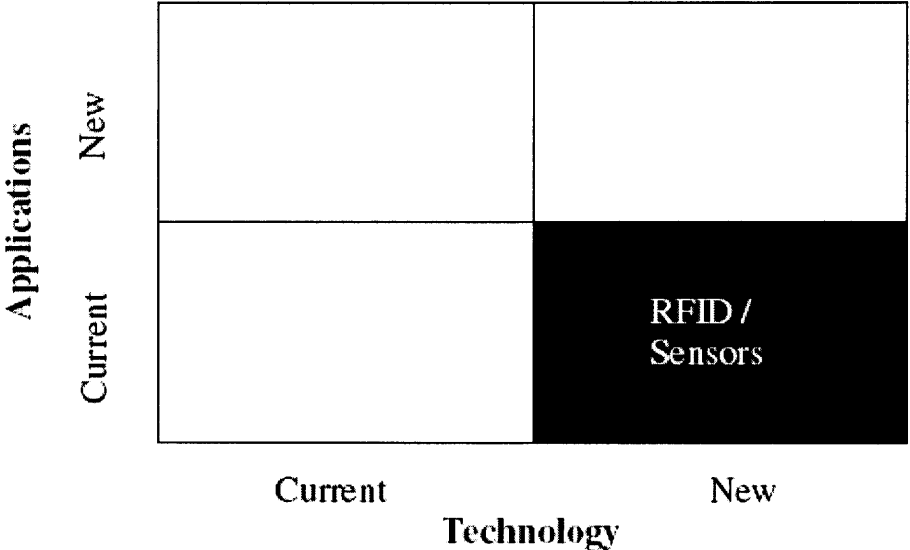 New
Applications
Current
RFID /
Sensors
Current New
Technology